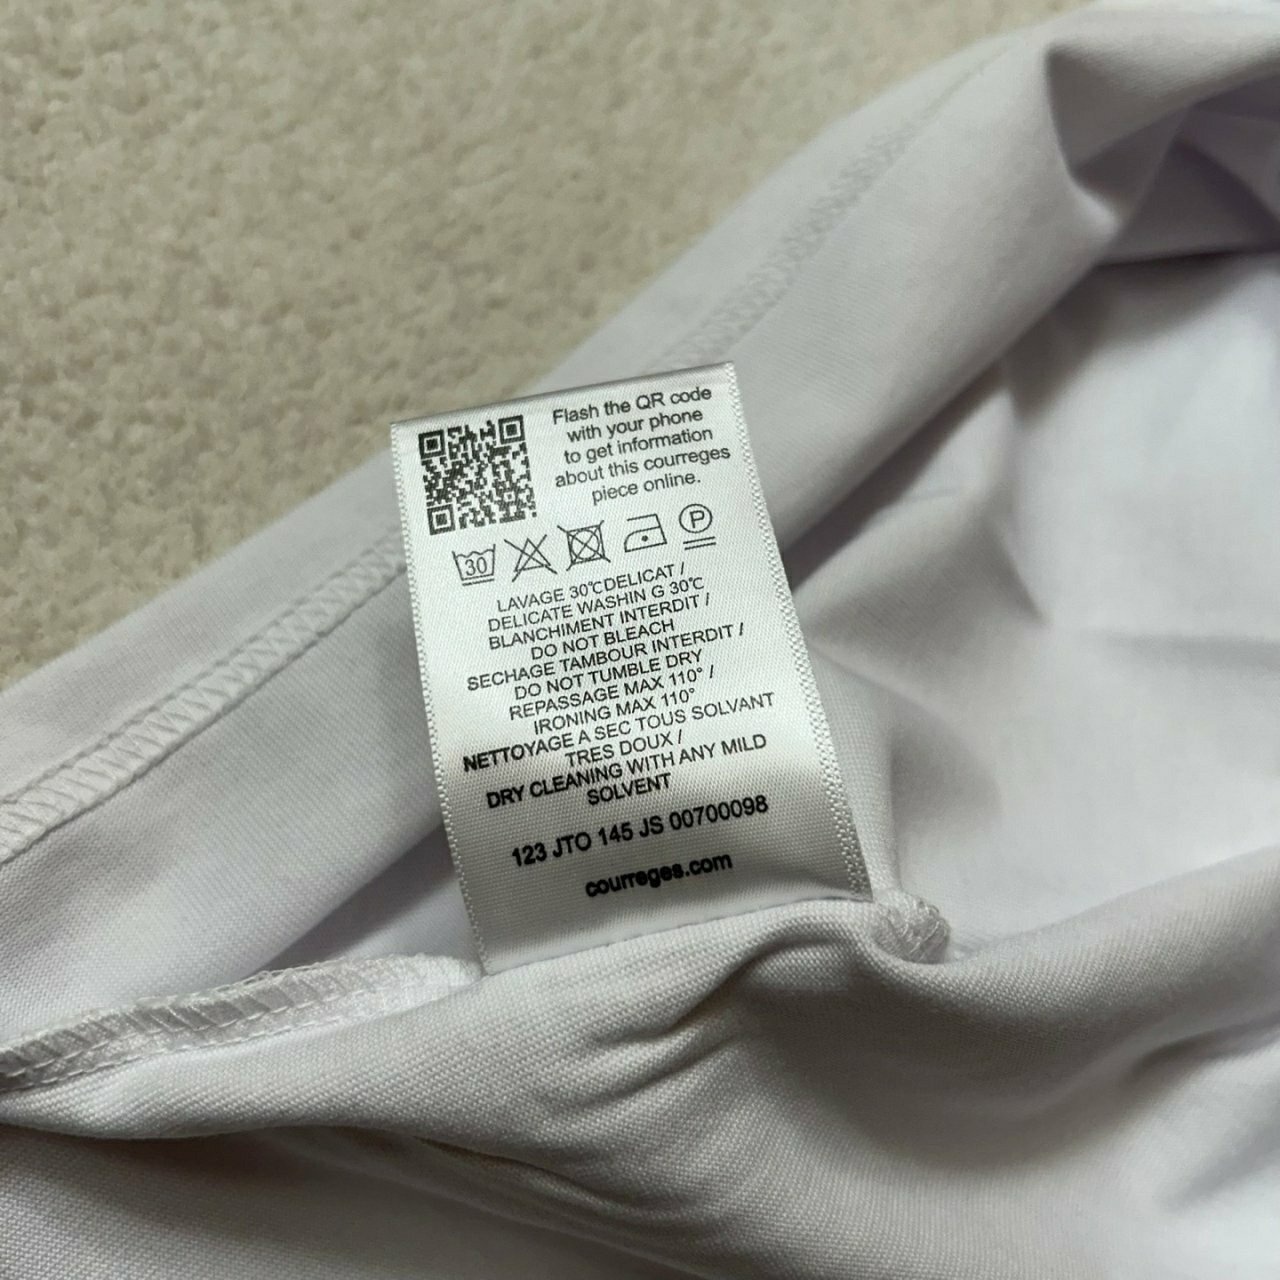 Flash the QR code
with your phone
to get information
about this courreges
piece online.
30
P
LAVAGE 30℃DELICAT /
DELICATE WASHIN G 30℃
BLANCHIMENT INTERDIT /
DO NOT BLEACH
SECHAGE TAMBOUR INTERDIT /
DO NOT TUMBLE DRY
REPASSAGE MAX 110° /
IRONING MAX 110°
NETTOYAGE A SEC TOUS SOLVANT
TRES DOUX /
DRY CLEANING WITH ANY MILD
SOLVENT
123 JTO 145 JS 00700098
courreges.com